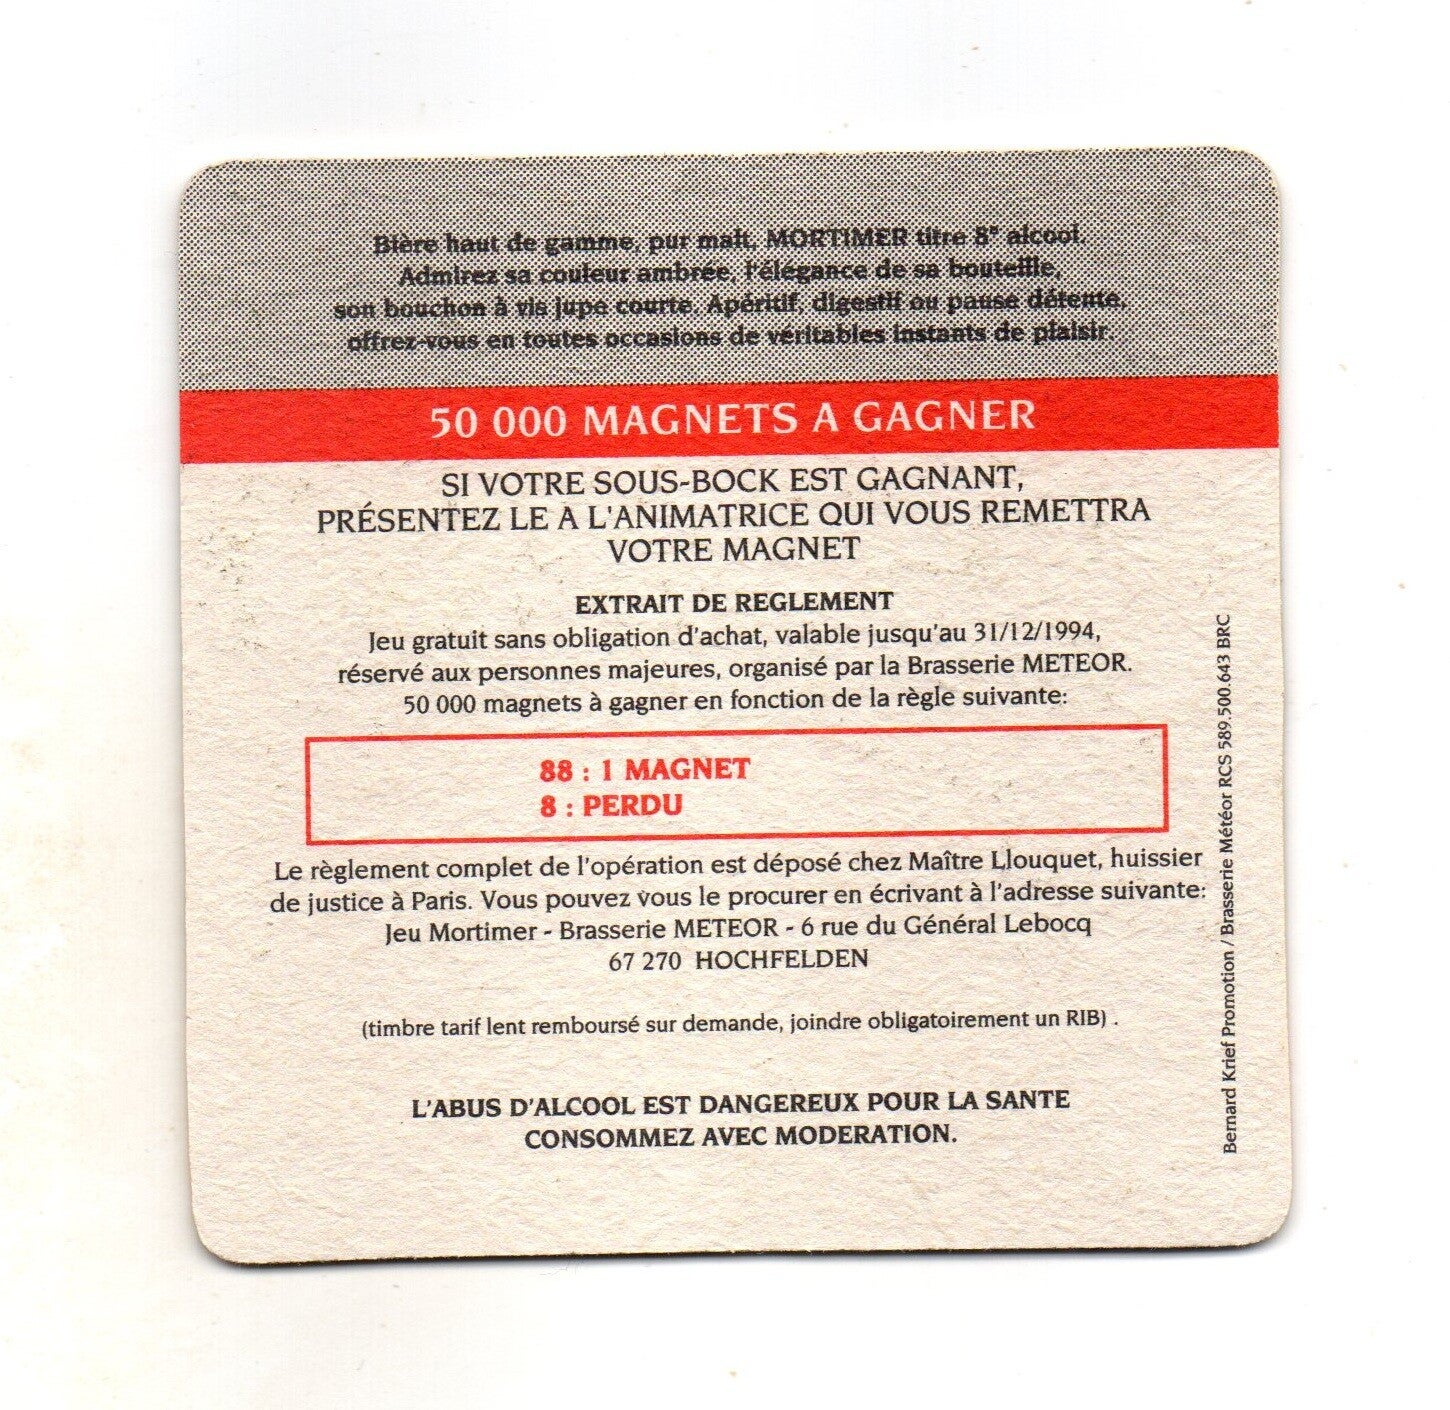 Bière haut de gamme, pur malt, MORTIMER titre 8° alcool.
Admirez sa couleur ambrée, l'élégance de sa bouteille,
son bouchon à vis jupe courte. Apéritif, digestif ou pause détente,
offrez-vous en toutes occasions de véritables instants de plaisir.
50 000 MAGNETS A GAGNER
SI VOTRE SOUS-BOCK EST GAGNANT,
PRÉSENTEZ LE A L'ANIMATRICE QUI VOUS REMETTRA
VOTRE MAGNET
EXTRAIT DE REGLEMENT
Jeu gratuit sans obligation d'achat, valable jusqu'au 31/12/1994,
réservé aux personnes majeures, organisé par la Brasserie METEOR.
50 000 magnets à gagner en fonction de la règle suivante:
88 : 1 MAGNET
8 : PERDU
Le règlement complet de l'opération est déposé chez Maître Llouquet, huissier
de justice à Paris. Vous pouvez vous le procurer en écrivant à l'adresse suivante:
Jeu Mortimer - Brasserie METEOR - 6 rue du Général Lebocq
67 270 HOCHFELDEN
(timbre tarif lent remboursé sur demande, joindre obligatoirement un RIB) .
L'ABUS D'ALCOOL EST DANGEREUX POUR LA SANTE
CONSOMMEZ AVEC MODERATION.
Bernard Krief Promotion / Brasserie Météor RCS 589.500.643 BRC